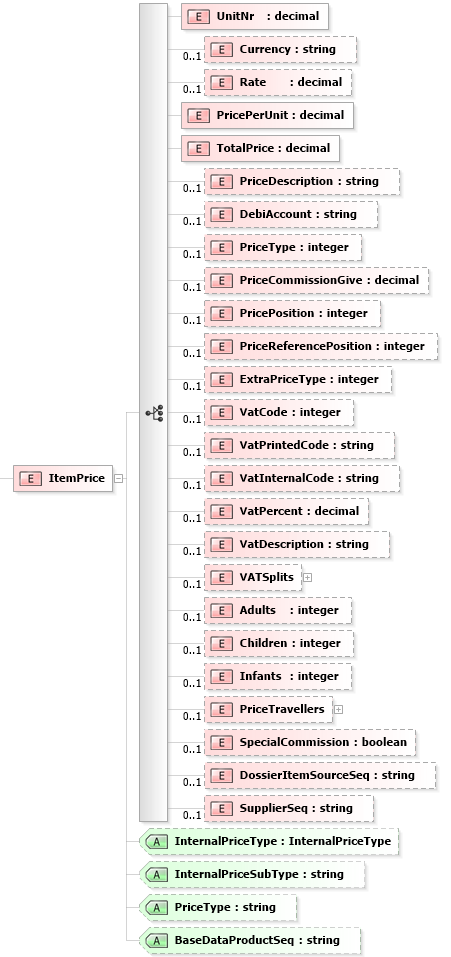 E UnitNr : decimal
E Currency : string
0..1
E Rate : decimal
0..1
E PricePerUnit : decimal
E TotalPrice : decimal
E PriceDescription : string
0..1
E DebiAccount : string
0..1
E PriceType : integer
0..1
E PriceCommissionGive : decimal
0..1
E PricePosition : integer
0..1
E PriceReferencePosition : integer
0..1
E ExtraPriceType : integer
0..1
E VatCode : integer
0..1
E VatPrintedCode : string
0..1
E ItemPrice
E VatInternalCode : string
0..1
E VatPercent : decimal
0..1
E VatDescription : string
0..1
E VATSplits
0..1
E Adults : integer
0..1
E Children : integer
0..1
E Infants : integer
0..1
E PriceTravellers
0..1
E SpecialCommission : boolean
0..1
E DossierItemSourceSeq : string
0..1
E SupplierSeq : string
0..1
A InternalPriceType : InternalPriceType
A InternalPriceSubType : string
A PriceType : string
A BaseDataProductSeq : string